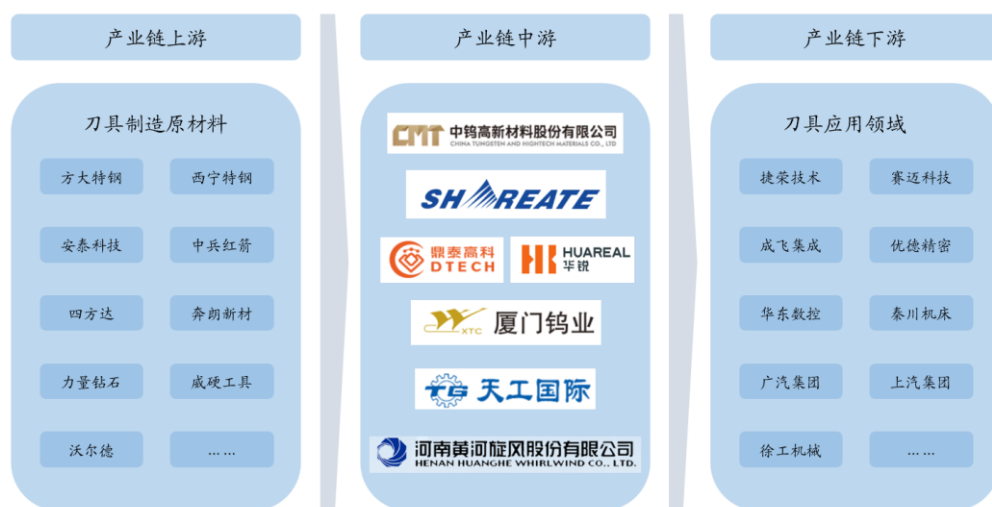 产业链上游
产业链中游
产业链下游
刀具制造原材料
方大特钢
西宁特钢
安泰科技
中兵红箭
四方达
奔朗新材
力量钻石
威硬工具
沃尔德
... ...
CMT 中钨高新材料股份有限公司
CHINA TUNGSTEN AND HIGHTECH MATERIALS CO., LTD
SHAREATE
鼎泰高科
DTECH
HUAREAL
华锐
XTC 厦门钨业
TG 天工国际
河南黄河旋风股份有限公司
HENAN HUANGHE WHIRLWIND CO., LTD.
刀具应用领域
捷荣技术
赛迈科技
成飞集成
优德精密
华东数控
秦川机床
广汽集团
上汽集团
徐工机械
... ...